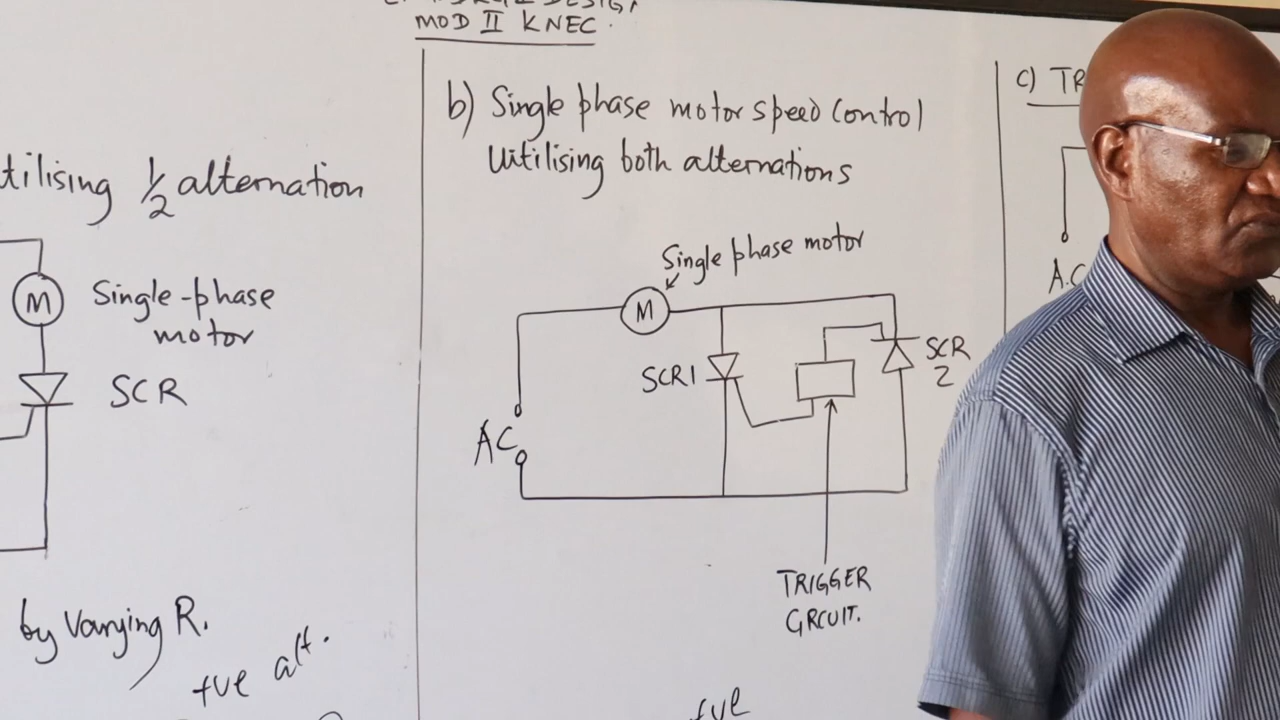 MOD II KNEC.
tilising 1/2 alternation
M
Single-phase
motor
SCR
by Varying R.
+ve alt.
b) Single phase motor speed Control
Uitilising both alternations
Single phase motor
M
SCR1
SCR
2
AC
TRIGGER
CIRCUIT.
+ve
c) TR
A.C